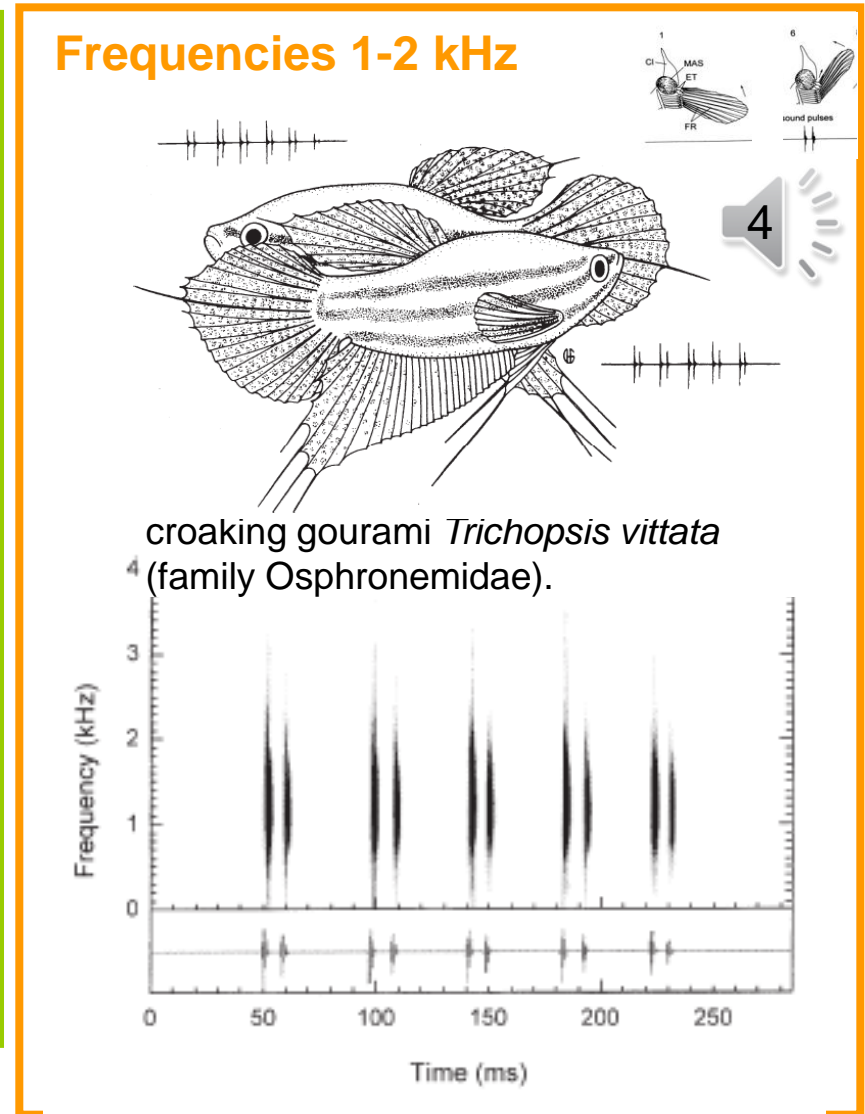 Frequencies 1-2 kHz
1
6
CI
MAS
ET
FR
sound pulses
4
croaking gourami Trichopsis vittata
(family Osphronemidae).
Frequency (kHz)
4
3
2
1
0
0 50 100 150 200 250
Time (ms)